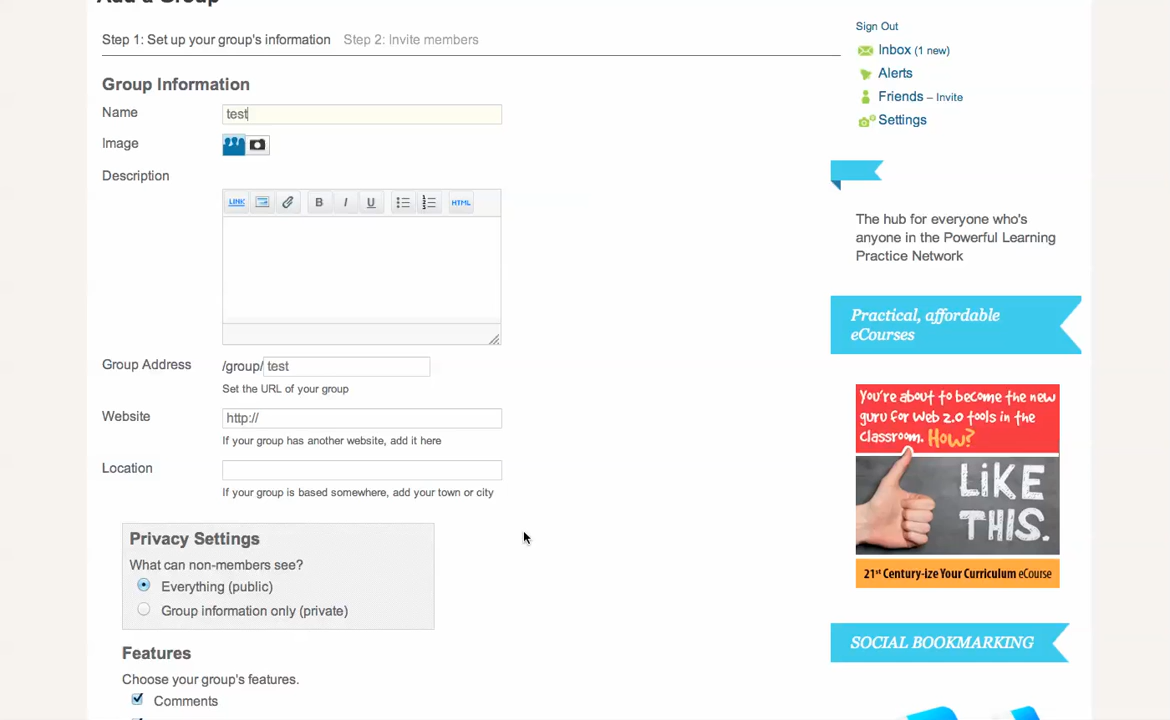 Add a Group
Step 1: Set up your group's information Step 2: Invite members
Group Information
Name test
Image
Description
LINK B I U HTML
Group Address /group/ test
Set the URL of your group
Website http://
If your group has another website, add it here
Location
If your group is based somewhere, add your town or city
Privacy Settings
What can non-members see?
Everything (public)
Group information only (private)
Features
Choose your group's features.
Comments
Sign Out
Inbox (1 new)
Alerts
Friends – Invite
Settings
The hub for everyone who's
anyone in the Powerful Learning
Practice Network
Practical, affordable
eCourses
You're about to become the new
guru for Web 2.0 tools in the
classroom. How?
LIKE
THIS.
21st Century-ize Your Curriculum eCourse
SOCIAL BOOKMARKING